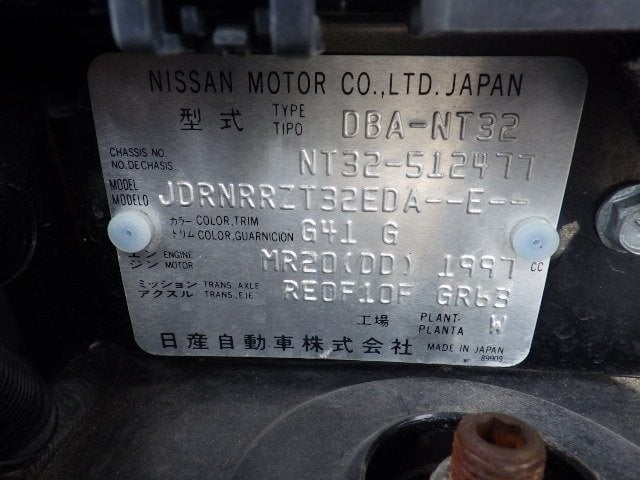 NISSAN MOTOR CO.,LTD. JAPAN
型式 TYPE TIPO DBA-NT32
CHASSIS NO. NO.DE CHASIS NT32-512477
MODEL MODELO JDRNRRZT32EDA--E--
カラー COLOR,TRIM トリム COLOR,GUARNICION G41 G
エンジン ENGINE MOTOR MR20(DD) 1997 CC
ミッション TRANS. AXLE アクスル TRANS.,EJE RE0F10F GR63
工場 PLANT PLANTA W
日産自動車株式会社 MADE IN JAPAN
89909